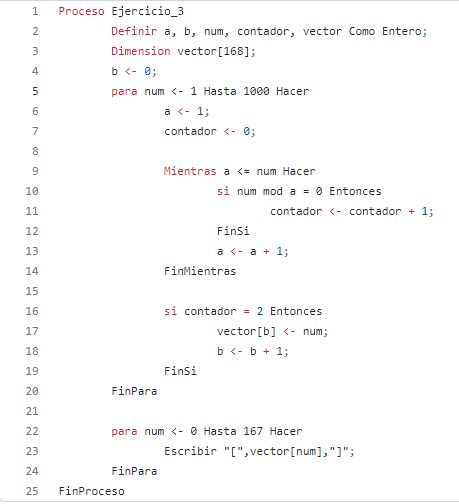 1 Proceso Ejercicio_3
2 Definir a, b, num, contador, vector Como Entero;
3 Dimension vector[168];
4 b <- 0;
5 para num <- 1 Hasta 1000 Hacer
6 a <- 1;
7 contador <- 0;
8
9 Mientras a <= num Hacer
10 si num mod a = 0 Entonces
11 contador <- contador + 1;
12 FinSi
13 a <- a + 1;
14 FinMientras
15
16 si contador = 2 Entonces
17 vector[b] <- num;
18 b <- b + 1;
19 FinSi
20 FinPara
21
22 para num <- 0 Hasta 167 Hacer
23 Escribir "[",vector[num],"]";
24 FinPara
25 FinProceso